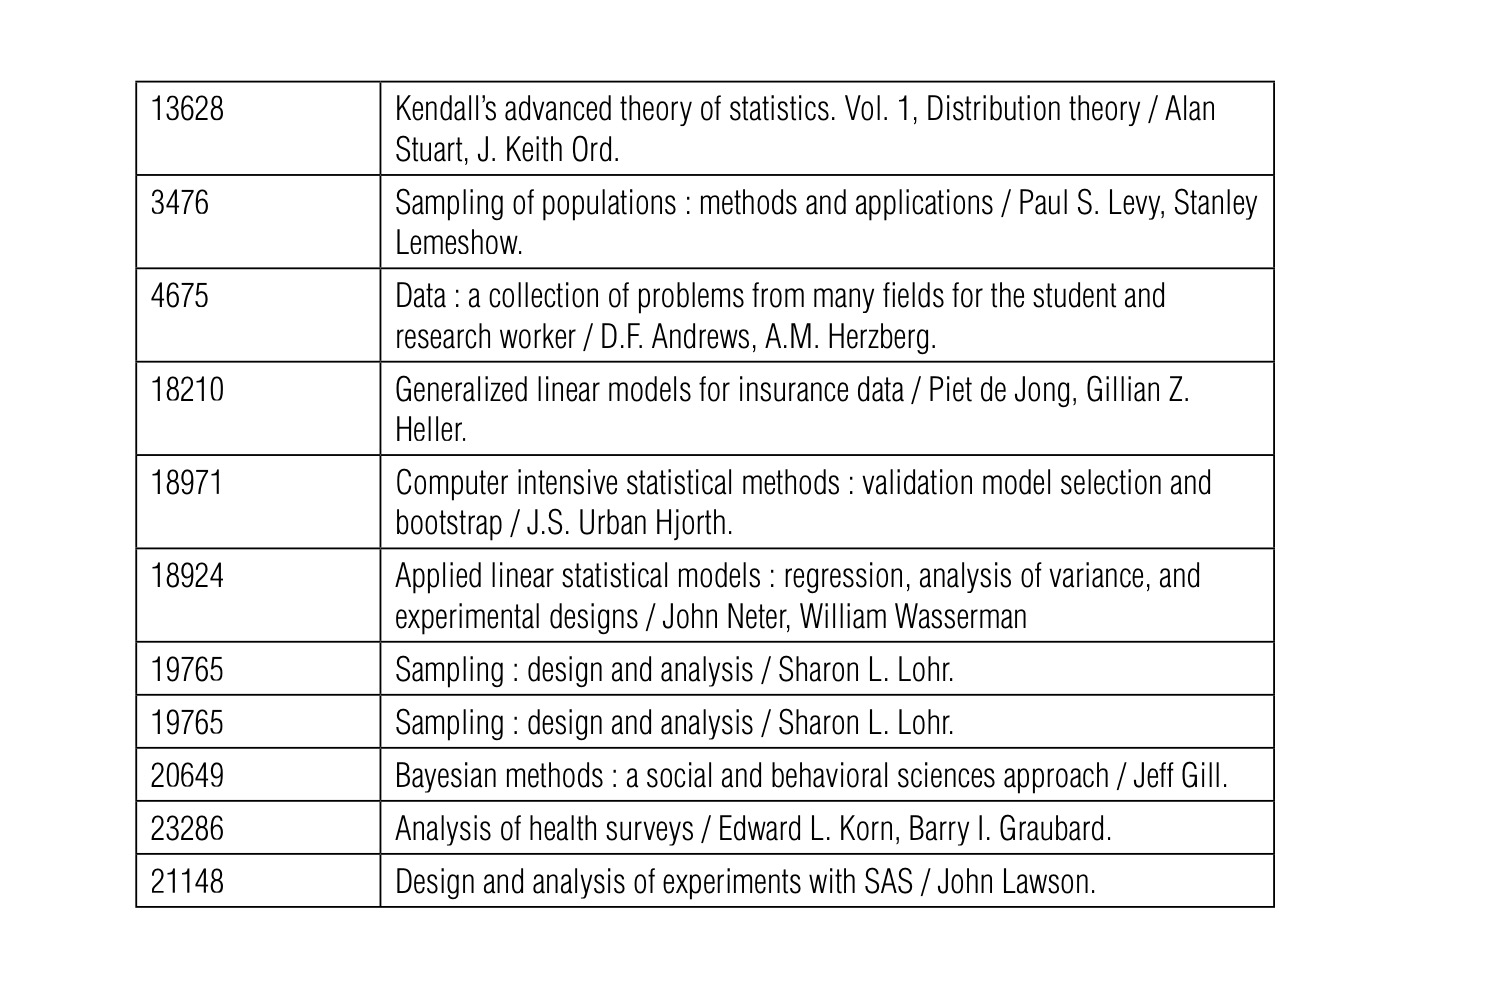 13628 Kendall’s advanced theory of statistics. Vol. 1, Distribution theory / Alan
Stuart, J. Keith Ord.
3476 Sampling of populations : methods and applications / Paul S. Levy, Stanley
Lemeshow.
4675 Data : a collection of problems from many fields for the student and
research worker / D.F. Andrews, A.M. Herzberg.
18210 Generalized linear models for insurance data / Piet de Jong, Gillian Z.
Heller.
18971 Computer intensive statistical methods : validation model selection and
bootstrap / J.S. Urban Hjorth.
18924 Applied linear statistical models : regression, analysis of variance, and
experimental designs / John Neter, William Wasserman
19765 Sampling : design and analysis / Sharon L. Lohr.
19765 Sampling : design and analysis / Sharon L. Lohr.
20649 Bayesian methods : a social and behavioral sciences approach / Jeff Gill.
23286 Analysis of health surveys / Edward L. Korn, Barry I. Graubard.
21148 Design and analysis of experiments with SAS / John Lawson.